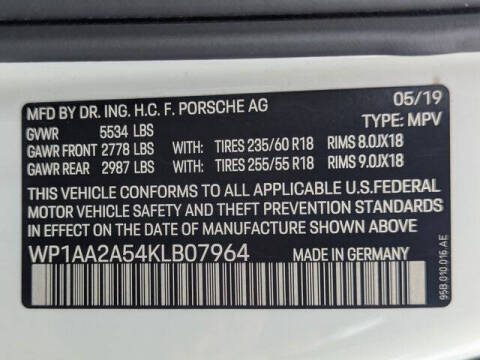 MFD BY DR. ING. H.C. F. PORSCHE AG 05/19
GVWR 5534 LBS TYPE: MPV
GAWR FRONT 2778 LBS WITH: TIRES 235/60 R18 RIMS 8.0JX18
GAWR REAR 2987 LBS WITH: TIRES 255/55 R18 RIMS 9.0JX18
THIS VEHICLE CONFORMS TO ALL APPLICABLE U.S.FEDERAL
MOTOR VEHICLE SAFETY AND THEFT PREVENTION STANDARDS
IN EFFECT ON THE DATE OF MANUFACTURE SHOWN ABOVE.
WP1AA2A54KLB07964 MADE IN GERMANY
95B.010.016.AE